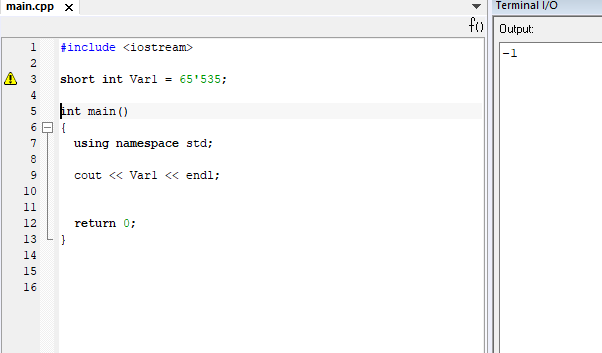 main.cpp
Terminal I/O
f()
Output:
-1
1 #include <iostream>
2
3 short int Var1 = 65'535;
4
5 int main()
6 {
7 using namespace std;
8
9 cout << Var1 << endl;
10
11
12 return 0;
13 }
14
15
16